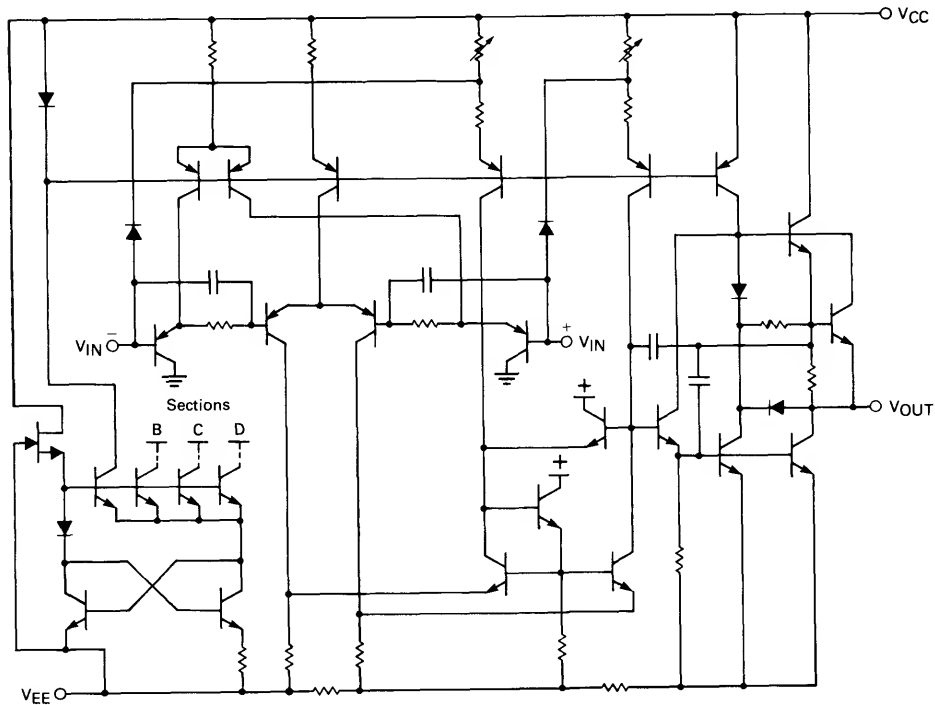 VCC
− VIN
+ VIN
Sections
B C D
VOUT
VEE
+
+